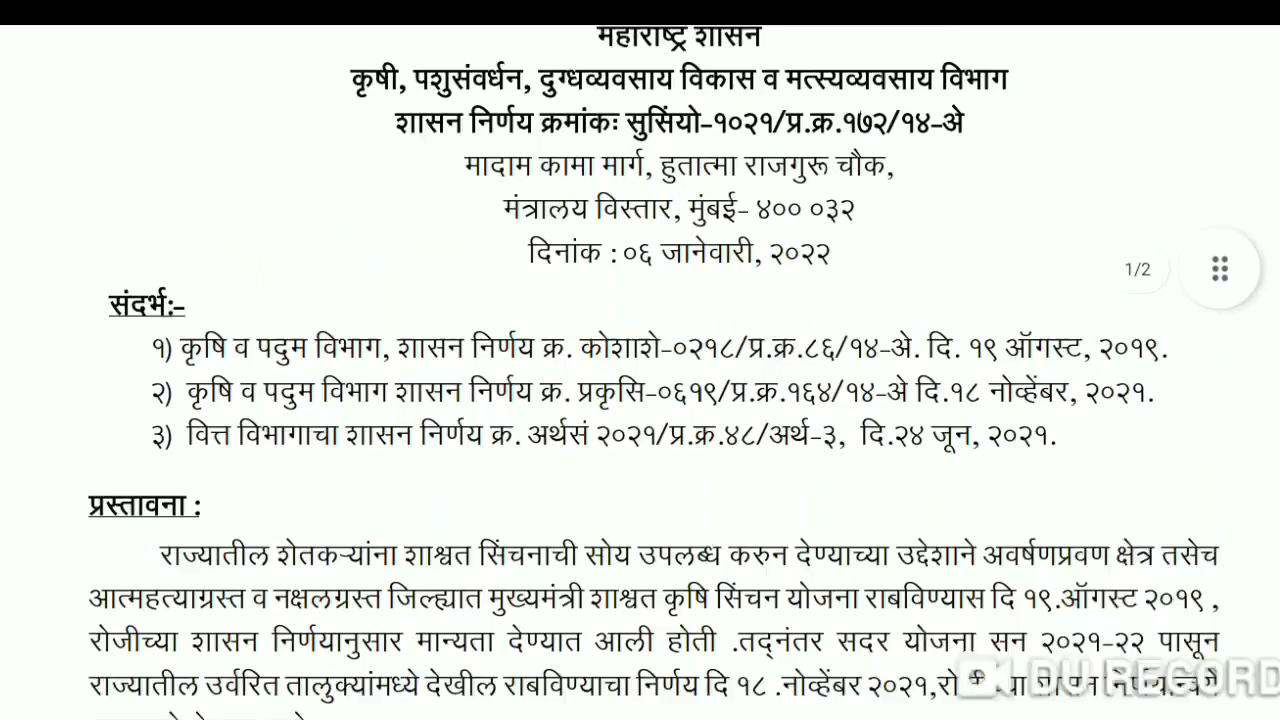 महाराष्ट्र शासन
कृषी, पशुसंवर्धन, दुग्धव्यवसाय विकास व मत्स्यव्यवसाय विभाग
शासन निर्णय क्रमांकः सुसिंयो-१०२१/प्र.क्र.१७२/१४-अे
मादाम कामा मार्ग, हुतात्मा राजगुरू चौक,
मंत्रालय विस्तार, मुंबई- ४०० ०३२
दिनांक : ०६ जानेवारी, २०२२
1/2
संदर्भ:-
१) कृषि व पदुम विभाग, शासन निर्णय क्र. कोशाशे-०२१८/प्र.क्र.८६/१४-अे. दि. १९ ऑगस्ट, २०१९.
२) कृषि व पदुम विभाग शासन निर्णय क्र. प्रकृसि-०६१९/प्र.क्र.१६४/१४-अे दि.१८ नोव्हेंबर, २०२१.
३) वित्त विभागाचा शासन निर्णय क्र. अर्थसं २०२१/प्र.क्र.४८/अर्थ-३, दि.२४ जून, २०२१.
प्रस्तावना :
राज्यातील शेतकऱ्यांना शाश्वत सिंचनाची सोय उपलब्ध करुन देण्याच्या उद्देशाने अवर्षणप्रवण क्षेत्र तसेच
आत्महत्याग्रस्त व नक्षलग्रस्त जिल्ह्यात मुख्यमंत्री शाश्वत कृषि सिंचन योजना राबविण्यास दि १९.ऑगस्ट २०१९ ,
रोजीच्या शासन निर्णयानुसार मान्यता देण्यात आली होती .तद्नंतर सदर योजना सन २०२१-२२ पासून
राज्यातील उर्वरित तालुक्यांमध्ये देखील राबविण्याचा निर्णय दि १८ .नोव्हेंबर २०२१,
DU RECORD